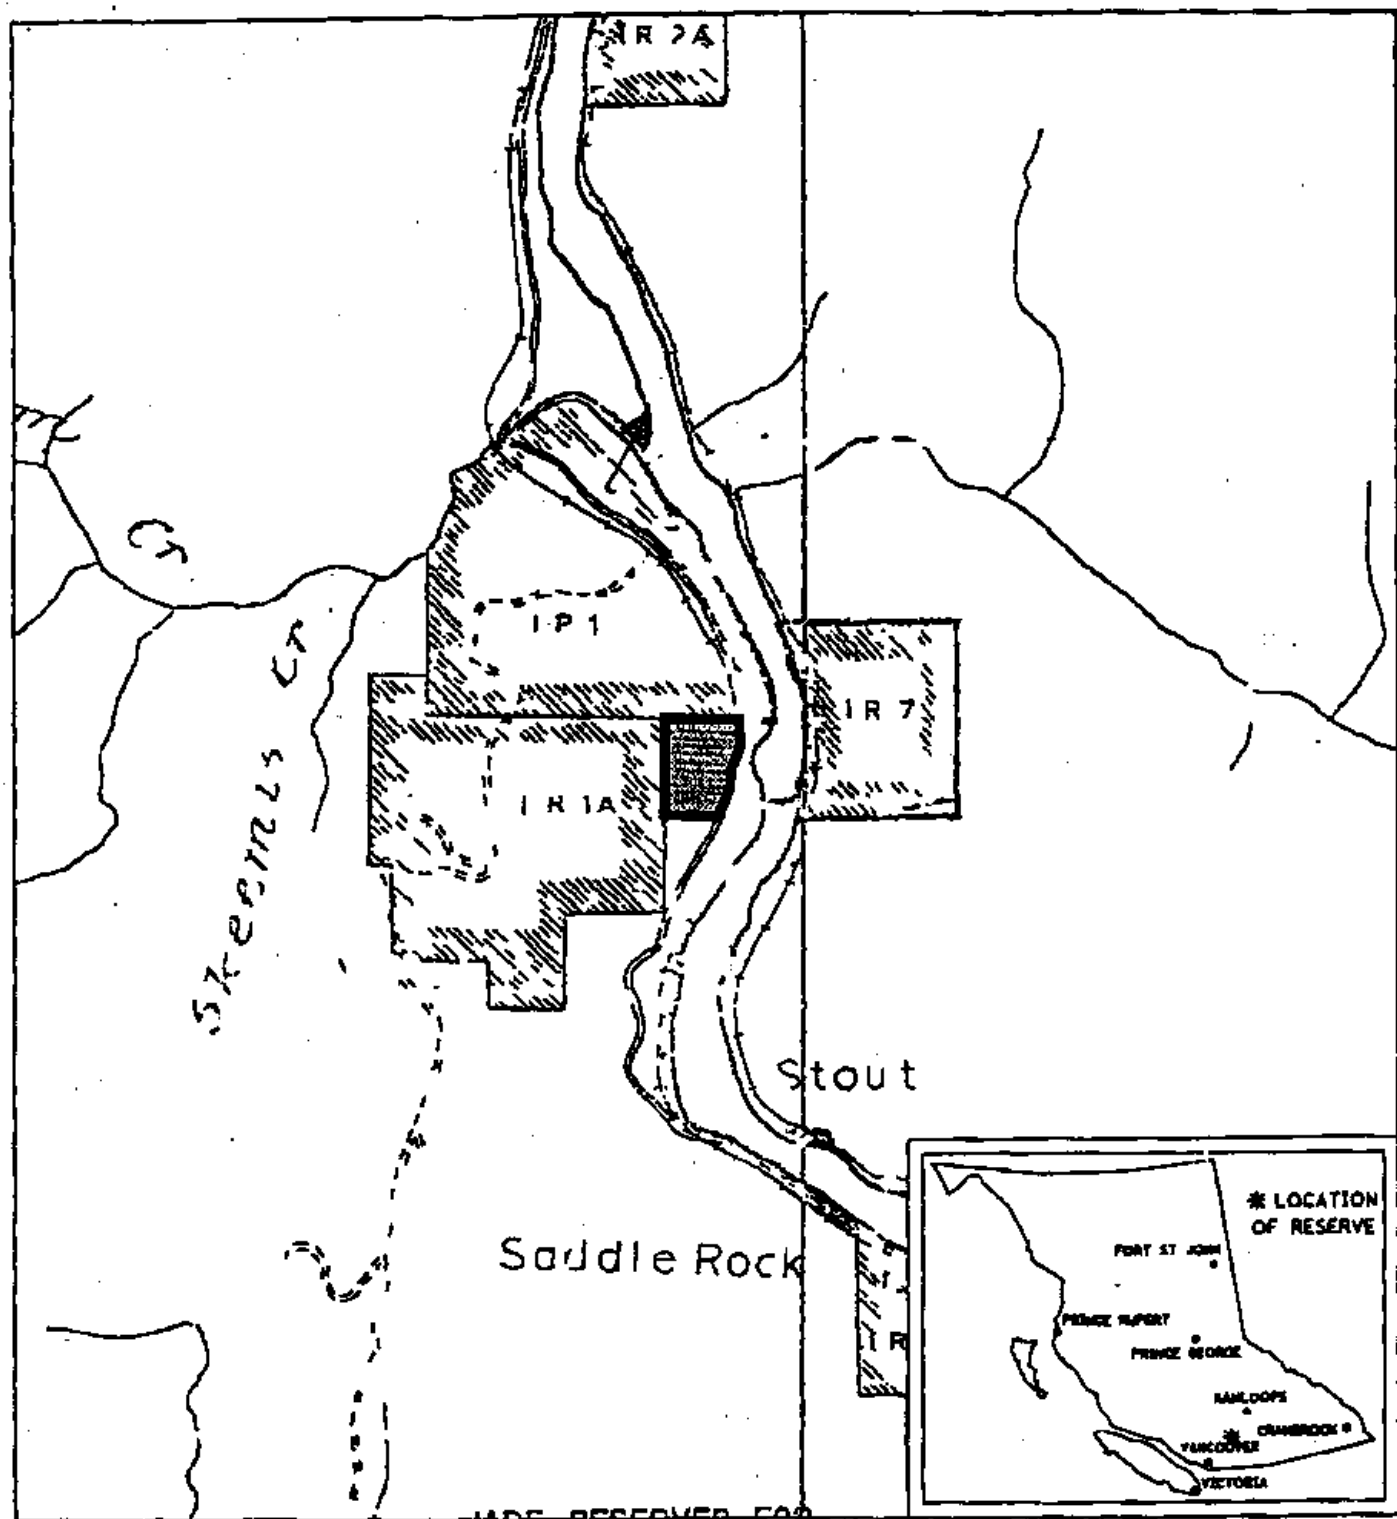 IR 2A
Cr
IR 1
IR 7
Skeemus Cr
IR 1A
Stout
Saddle Rock
IR
* LOCATION
OF RESERVE
FORT ST JOHN
PRINCE RUPERT
PRINCE GEORGE
KAMLOOPS
CRANBROOK
VANCOUVER
VICTORIA